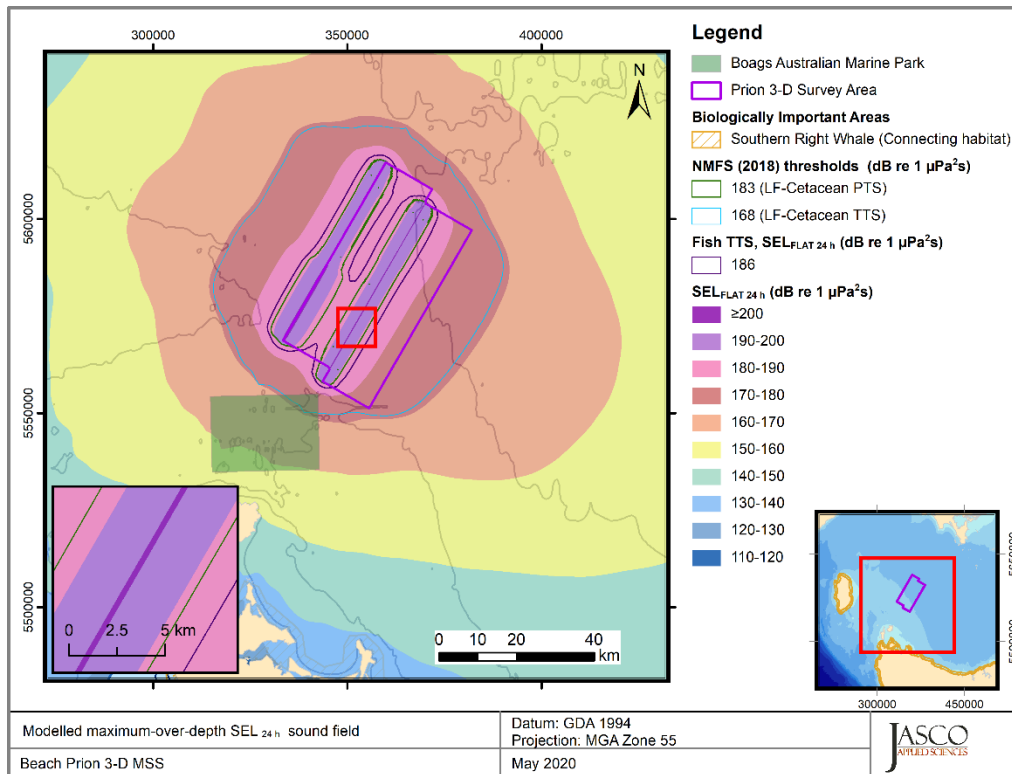 300000 350000 400000
N
5600000
5550000
5500000
0 2.5 5 km
0 10 20 40
km
Legend
Boags Australian Marine Park
Prion 3-D Survey Area
Biologically Important Areas
Southern Right Whale (Connecting habitat)
NMFS (2018) thresholds (dB re 1 µPa²s)
183 (LF-Cetacean PTS)
168 (LF-Cetacean TTS)
Fish TTS, SELFLAT 24 h (dB re 1 µPa²s)
186
SELFLAT 24 h (dB re 1 µPa²s)
≥200
190-200
180-190
170-180
160-170
150-160
140-150
130-140
120-130
110-120
5650000
5500000
300000 450000
Modelled maximum-over-depth SEL 24 h sound field
Datum: GDA 1994
Projection: MGA Zone 55
Beach Prion 3-D MSS
May 2020
JASCO
APPLIED SCIENCES